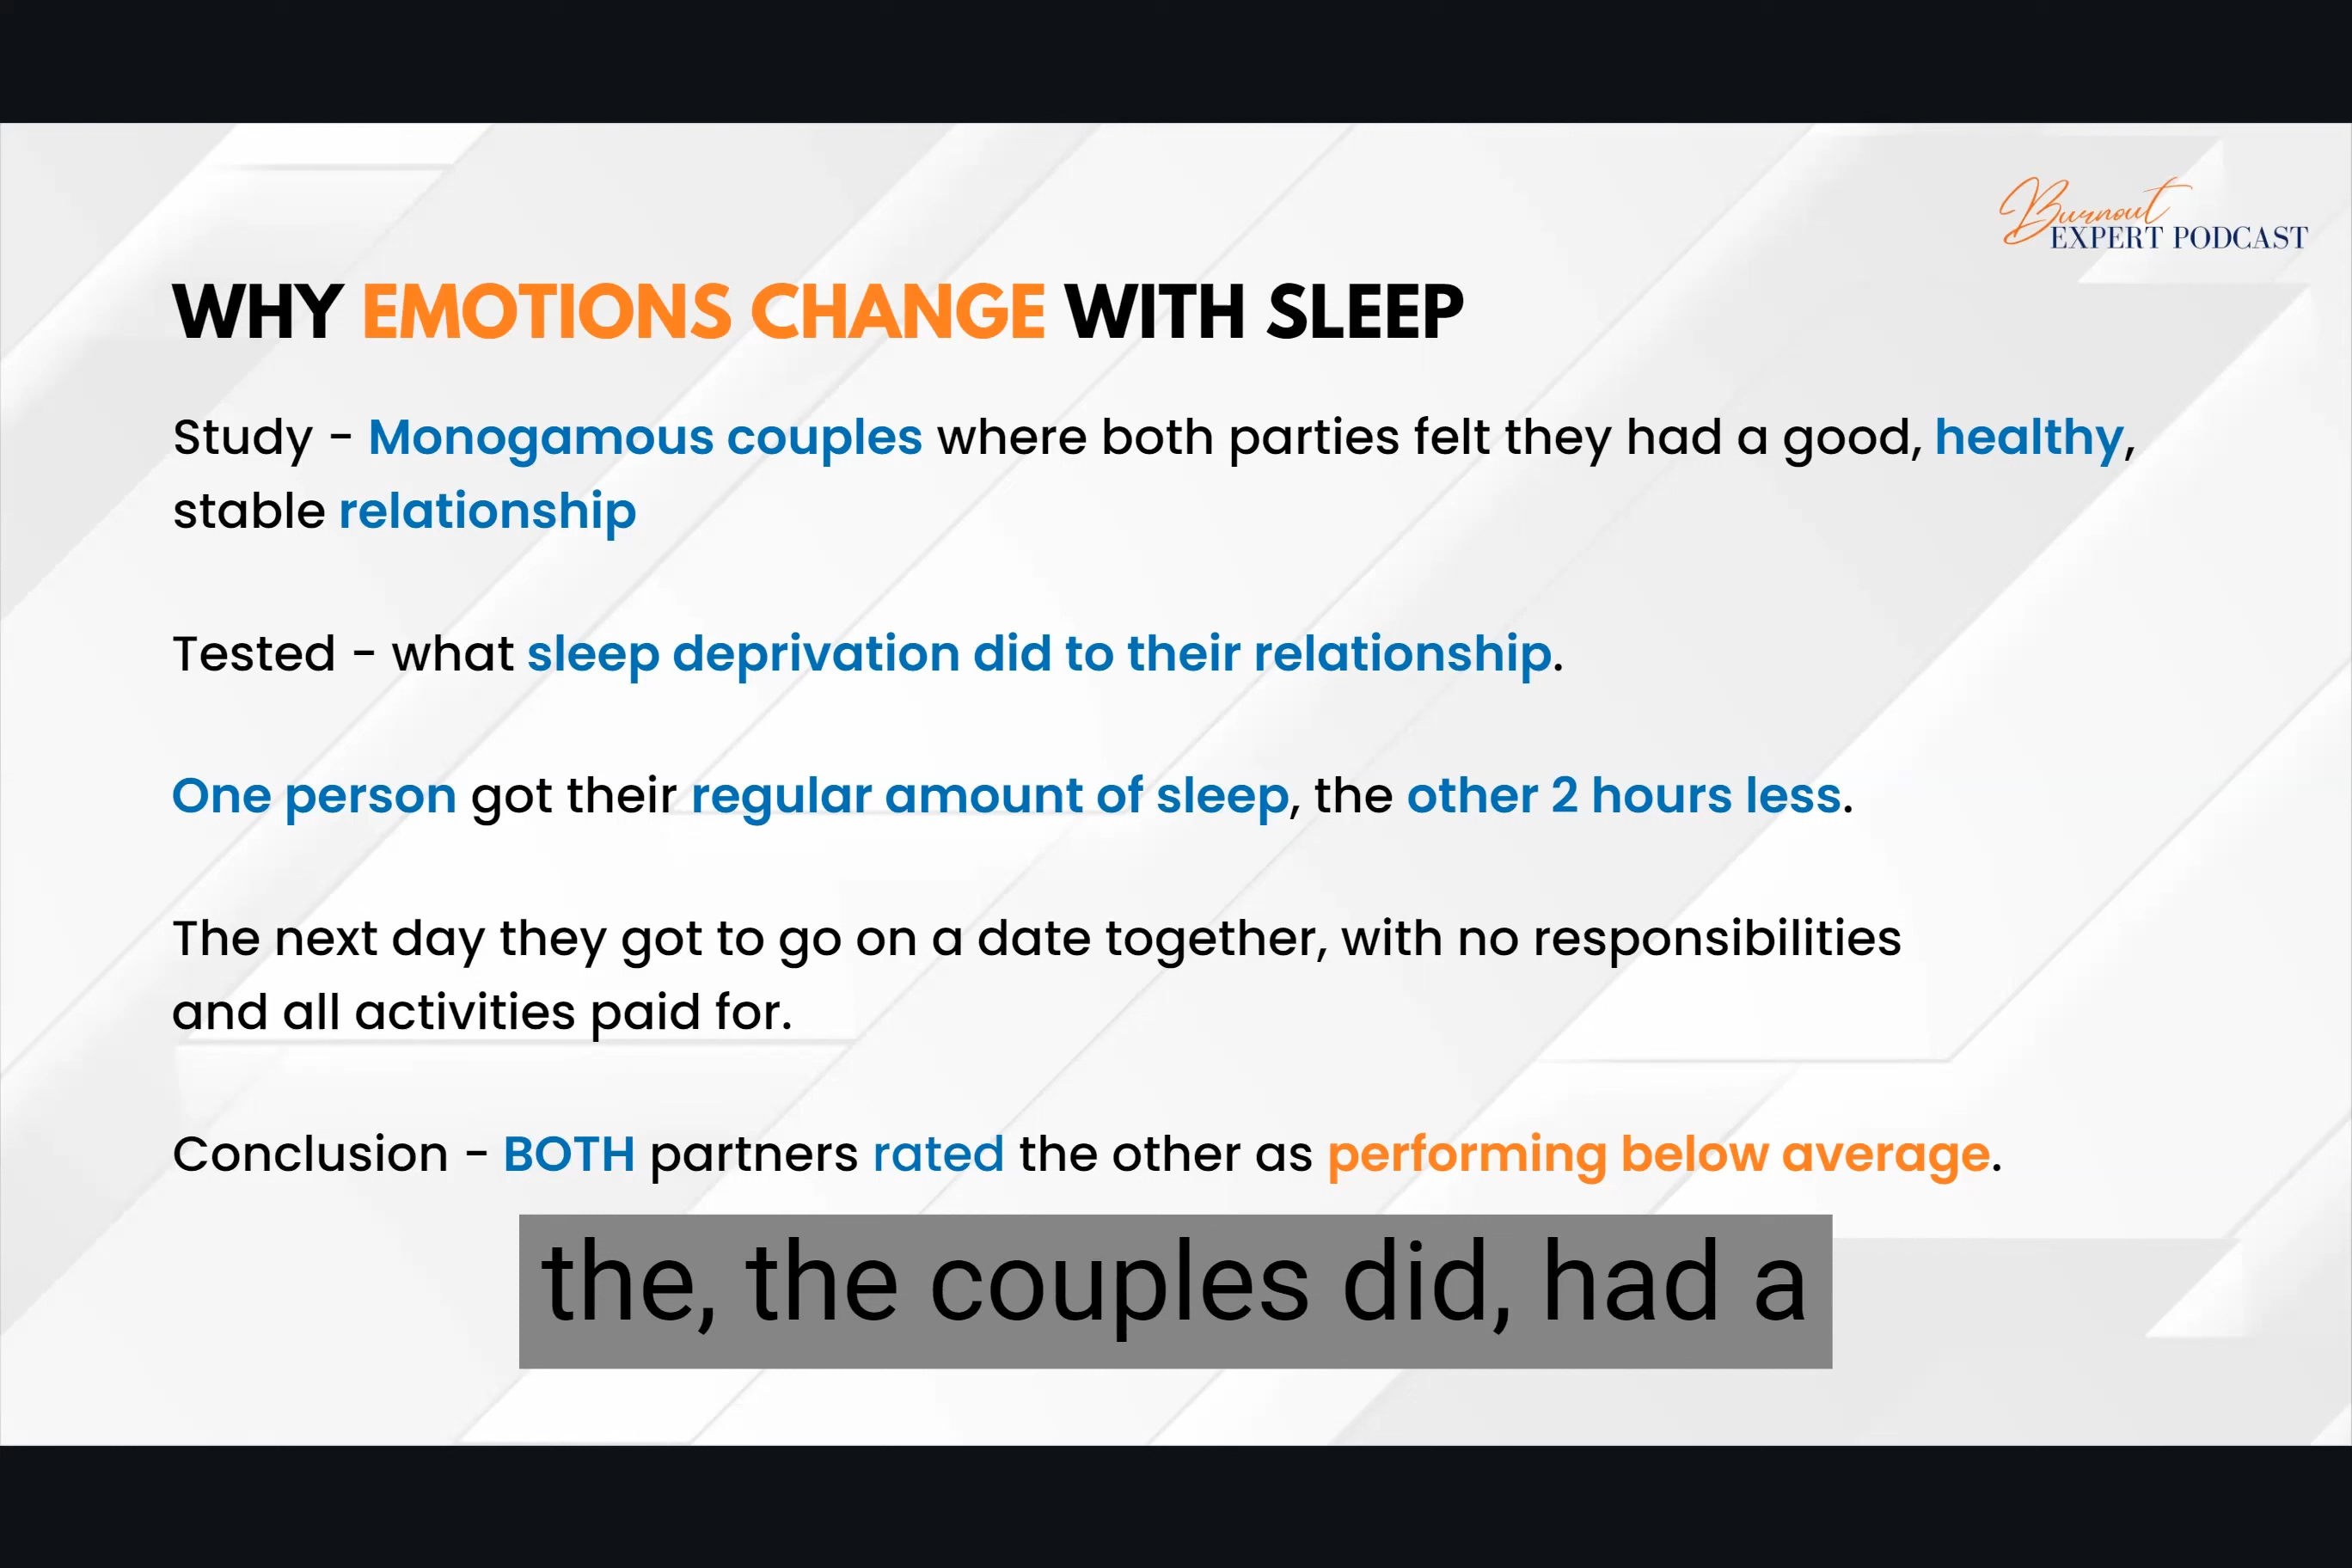 Burnout
EXPERT PODCAST
WHY EMOTIONS CHANGE WITH SLEEP
Study - Monogamous couples where both parties felt they had a good, healthy,
stable relationship
Tested - what sleep deprivation did to their relationship.
One person got their regular amount of sleep, the other 2 hours less.
The next day they got to go on a date together, with no responsibilities
and all activities paid for.
Conclusion - BOTH partners rated the other as performing below average.
the, the couples did, had a